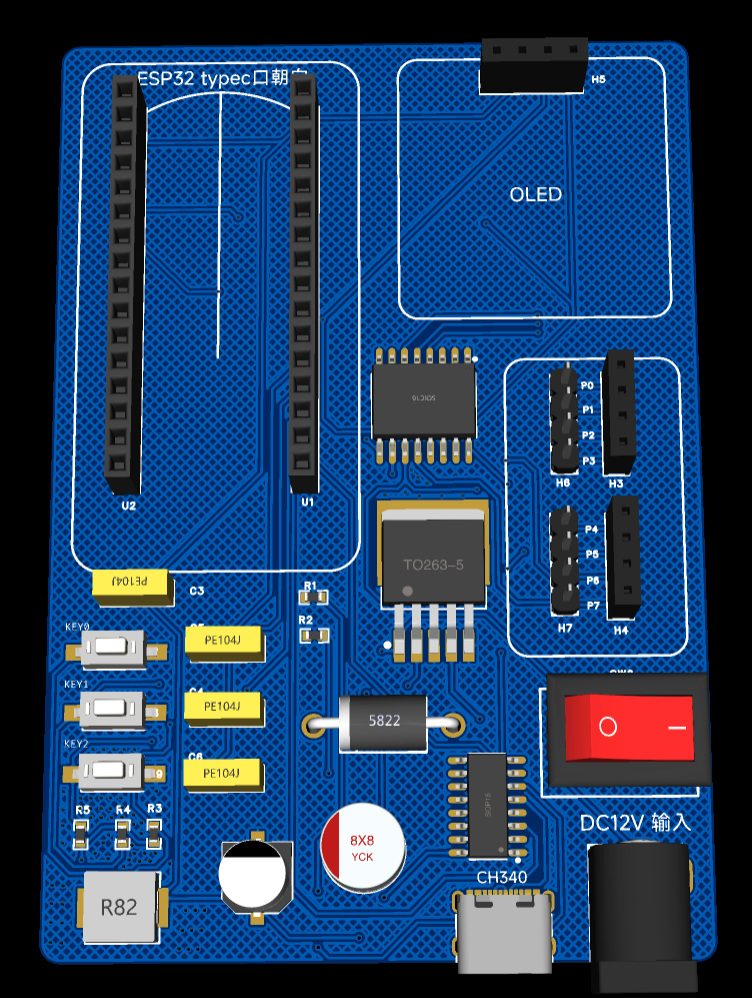 ESP32 typec口朝向
H5
OLED
SOIC16
P0
P1
P2
P3
H6
H3
U2
U1
TO263-5
P4
P5
P6
P7
H7
H4
PE104J
C3
R1
R2
KEY0
PE104J
KEY1
PE104J
KEY2
PE104J
C6
5822
R5
R4
R3
8X8
YCK
SOP16
DC12V 输入
CH340
R82